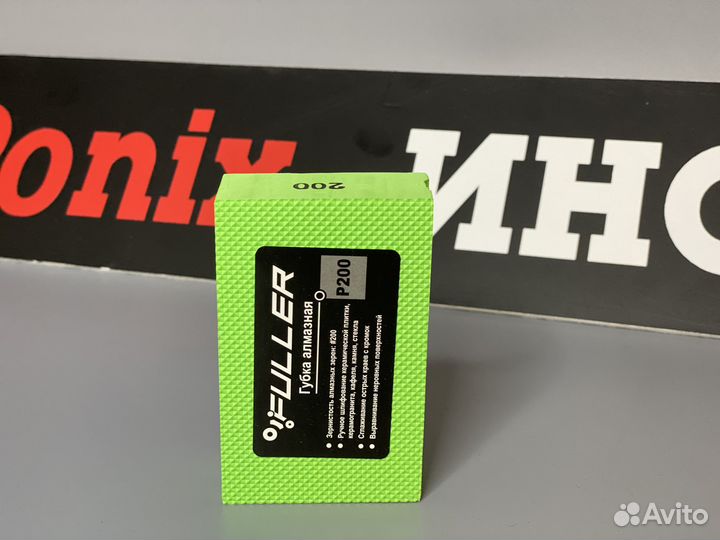 Ronix
ИНС
200
FULLER
Губка алмазная
P200
Зернистость алмазных зерен: #200
Ручное шлифование керамической плитки,
керамогранита, кафеля, камня, стекла
Сглаживание острых краев с кромок
Выравнивание неровных поверхностей
Avito